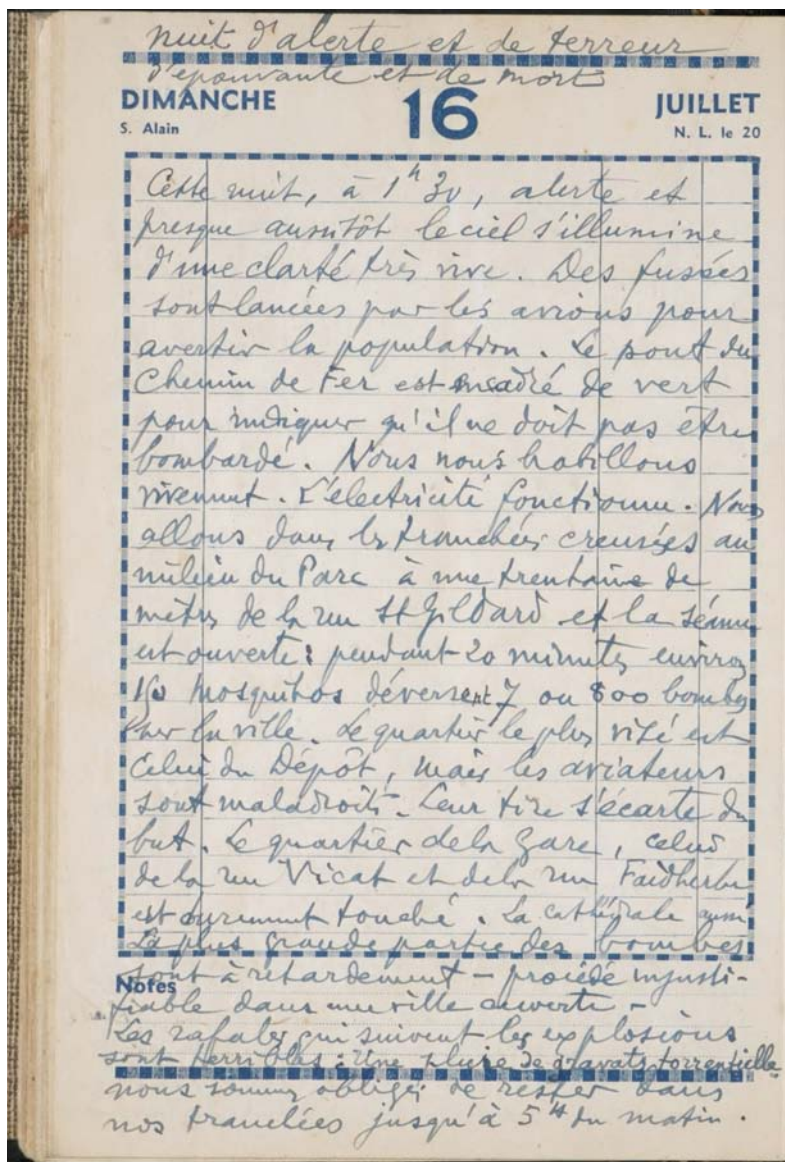 nuit d'alerte et de terreur
d'épouvante et de mort
DIMANCHE 16 JUILLET
S. Alain N. L. le 20
Cette nuit, à 1h 30, alerte et
presque aussitôt le ciel s'illumine
d'une clarté très vive. Des fusées
sont lancées par les avions pour
avertir la population. Le pont du
Chemin de Fer est encadré de vert
pour indiquer qu'il ne doit pas être
bombardé. Nous nous habillons
vivement. L'électricité fonctionne. Nous
allons dans les tranchées creusées au
milieu du Parc à une trentaine de
mètres de la rue St Gildard et la séance
est ouverte : pendant 20 minutes environ
150 Mosquitos déversent 7 ou 800 bombes
sur la ville. Le quartier le plus visé est
celui du Dépôt, mais les aviateurs
sont maladroits. Leur tire s'écarte du
but. Le quartier de la gare, celui
de la rue Vicat et de la rue Faidherbe
est durement touché. La cathédrale aussi
La plus grande partie des bombes
sont à retardement - procédé injusti-
Notes
fiable dans une ville ouverte -
Les rafales qui suivent les explosions
sont terribles : Une pluie de gravats torrentielle
nous sommes obligés de rester dans
nos tranchées jusqu'à 5H du matin.